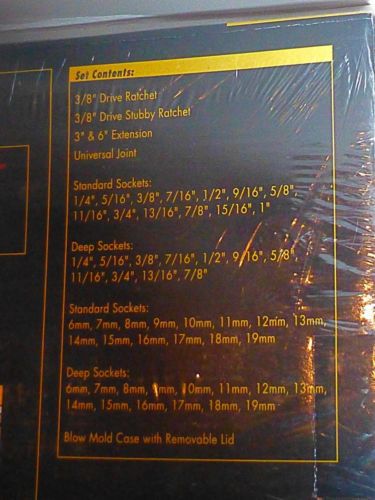 Set Contents:
3/8" Drive Ratchet
3/8" Drive Stubby Ratchet
3" & 6" Extension
Universal Joint
Standard Sockets:
1/4", 5/16", 3/8", 7/16", 1/2", 9/16", 5/8",
11/16", 3/4", 13/16", 7/8", 15/16", 1"
Deep Sockets:
1/4", 5/16", 3/8", 7/16", 1/2", 9/16", 5/8",
11/16", 3/4", 13/16", 7/8"
Standard Sockets:
6mm, 7mm, 8mm, 9mm, 10mm, 11mm, 12mm, 13mm,
14mm, 15mm, 16mm, 17mm, 18mm, 19mm
Deep Sockets:
6mm, 7mm, 8mm, 9mm, 10mm, 11mm, 12mm, 13mm,
14mm, 15mm, 16mm, 17mm, 18mm, 19mm
Blow Mold Case with Removable Lid